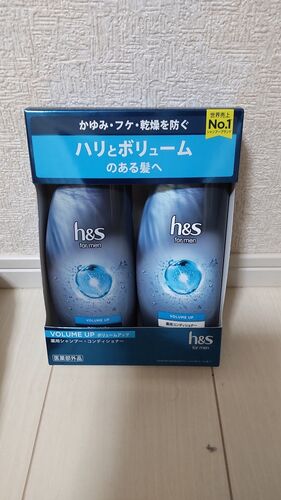 かゆみ・フケ・乾燥を防ぐ
世界売上
No.1
シャンプーブランド
ハリとボリューム
のある髪へ
h&s
for men
VOLUME UP
h&s
for men
VOLUME UP
薬用コンディショナー
VOLUME UP ボリュームアップ
薬用シャンプー・コンディショナー
医薬部外品
h&s
for men